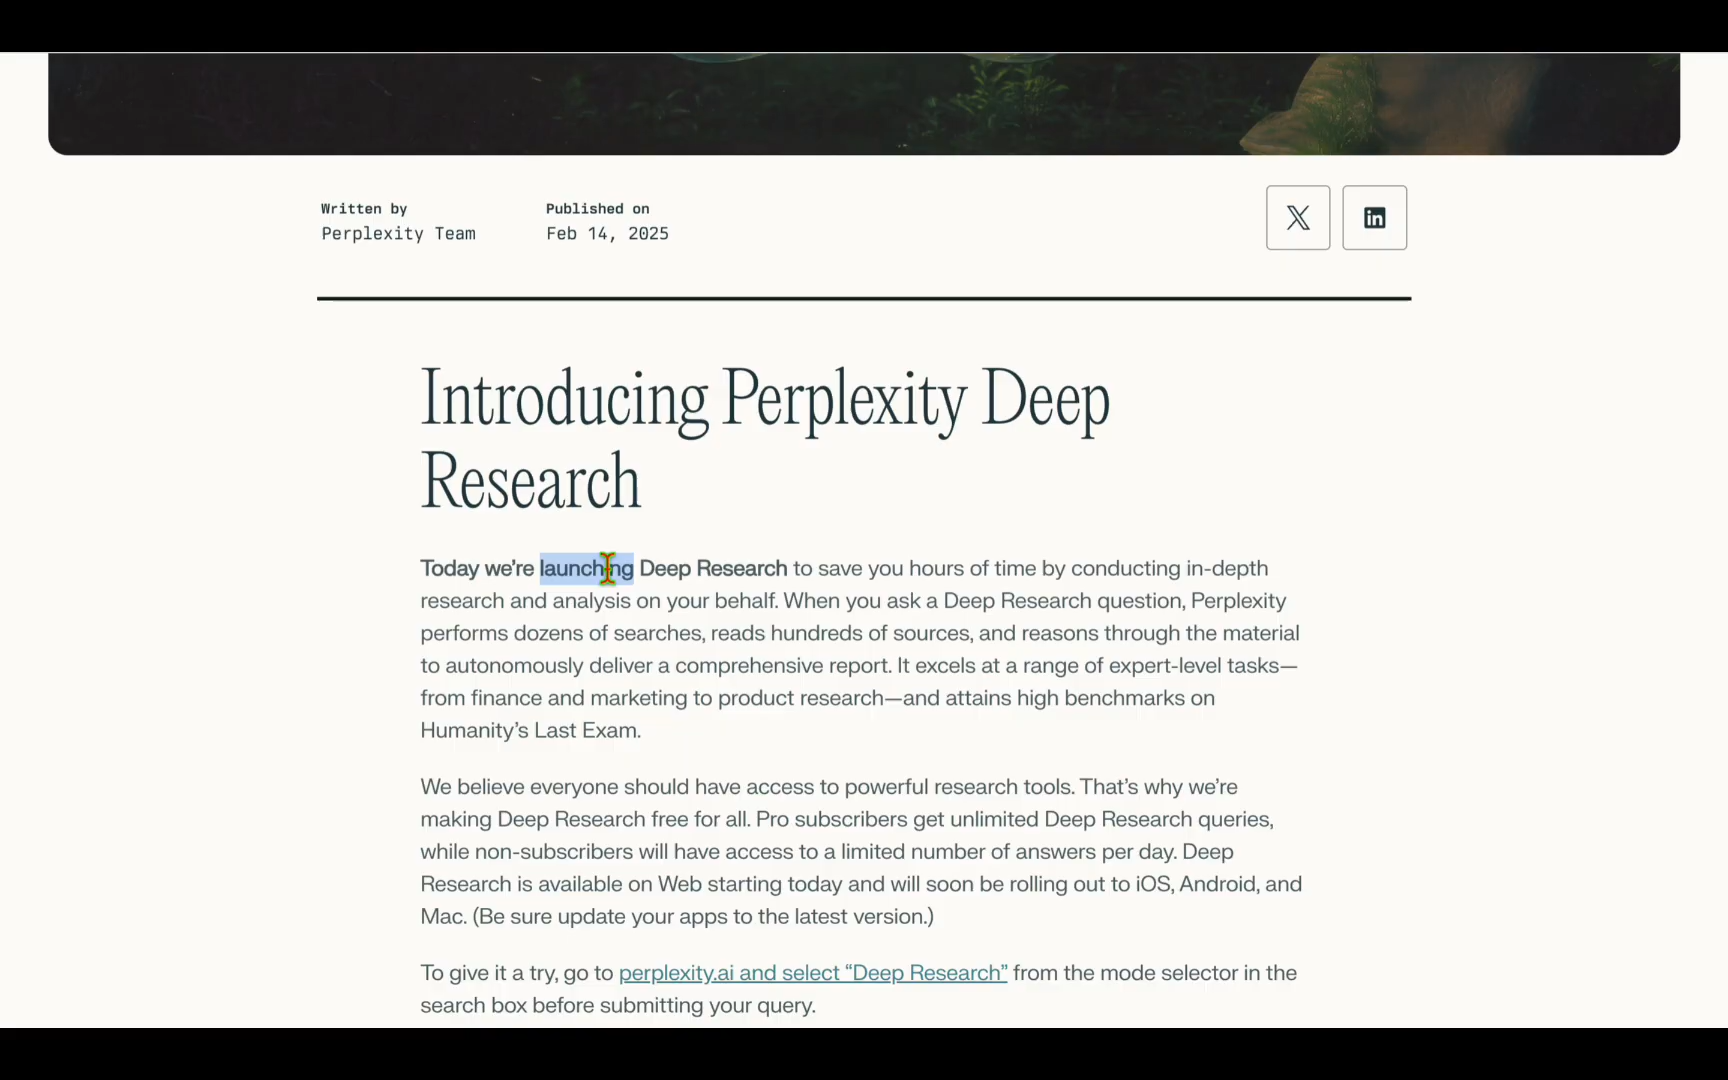 Written by
Perplexity Team
Published on
Feb 14, 2025
in
Introducing Perplexity Deep
Research
Today we’re launching Deep Research to save you hours of time by conducting in-depth
research and analysis on your behalf. When you ask a Deep Research question, Perplexity
performs dozens of searches, reads hundreds of sources, and reasons through the material
to autonomously deliver a comprehensive report. It excels at a range of expert-level tasks—
from finance and marketing to product research—and attains high benchmarks on
Humanity’s Last Exam.
We believe everyone should have access to powerful research tools. That’s why we’re
making Deep Research free for all. Pro subscribers get unlimited Deep Research queries,
while non-subscribers will have access to a limited number of answers per day. Deep
Research is available on Web starting today and will soon be rolling out to iOS, Android, and
Mac. (Be sure update your apps to the latest version.)
To give it a try, go to perplexity.ai and select “Deep Research” from the mode selector in the
search box before submitting your query.